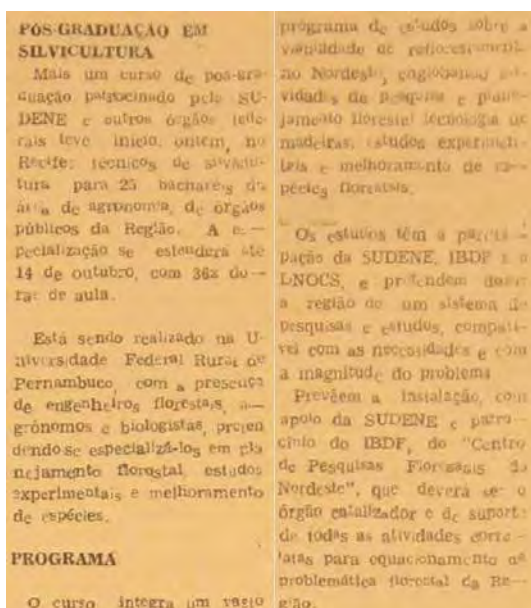 PÓS-GRADUAÇÃO EM
SILVICULTURA
Mais um curso de pós-gra-
duação patrocinado pela SU-
DENE e outros órgãos fede-
rais teve início, ontem, no
Recife: técnicos de silvicul-
tura para 25 bacharéis da
área de agronomia, de órgãos
públicos da Região. A e.—
pecialização se estenderá até
14 de outubro, com 36x ho—
ras de aula.
Está sendo realizado na U-
niversidade Federal Rural de
Pernambuco, com a presença
de engenheiros florestais, a—
grônomos e biologistas, preten
dendo-se especializá-los em pla
nejamento florestal, estudos
experimentais e melhoramento
de espécies.
PROGRAMA
O curso integra um vasto
programa de estudos sobre a
viabilidade de reflorestamento
no Nordeste, englobando ati-
vidades de pesquisa e plane-
jamento florestal tecnologia de
madeiras, estudos experimen-
tais e melhoramento de es-
pécies florestais.
Os estudos têm a partici-
pação da SUDENE, IBDF e o
DNOCS, e pretendem dotar
a região de um sistema de
pesquisas e estudos, compatí-
vel com as necessidades e com
a magnitude do problema
Prevêem a instalação, com
apoio da SUDENE e patro-
cínio do IBDF, do "Centro
de Pesquisas Florestais do
Nordeste", que deverá ser o
órgão catalizador e de suporte
de todas as atividades corre—
latas para equacionamento da
problemática florestal da Re—
gião.